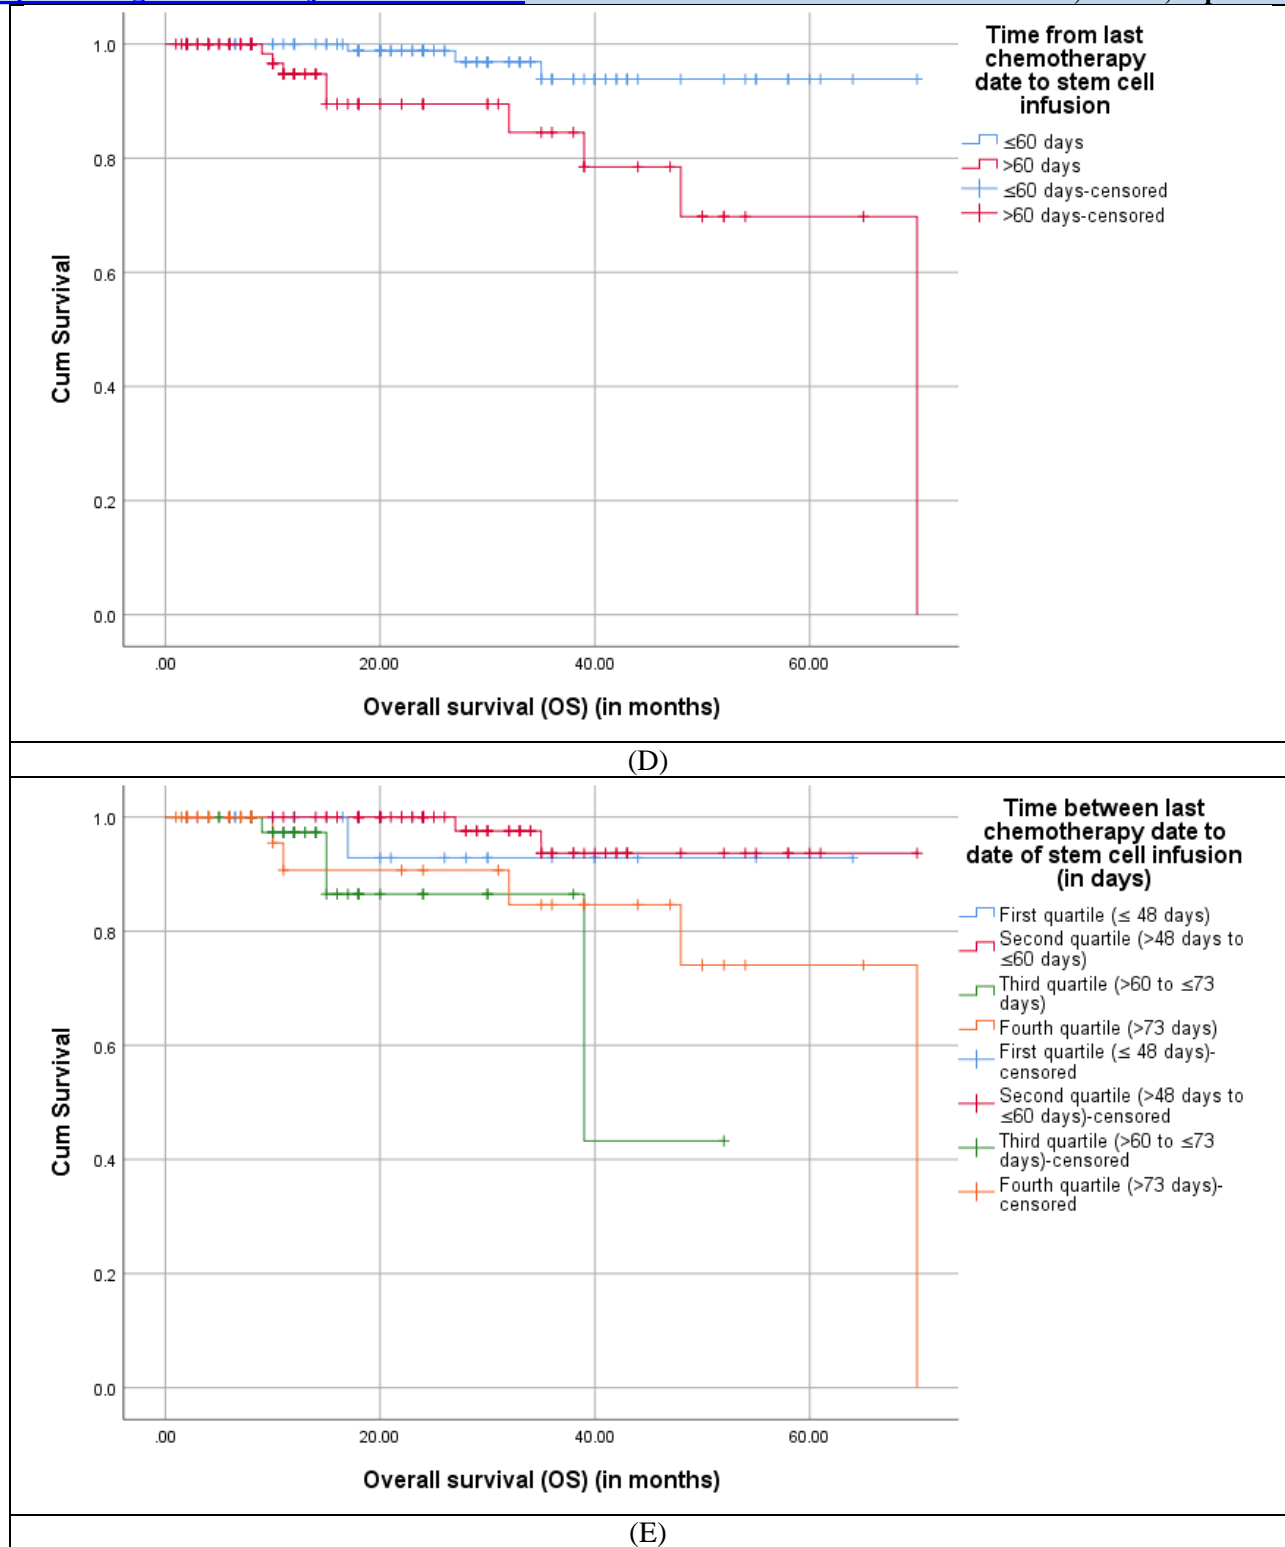 Time from last
chemotherapy
date to stem cell
infusion
≤60 days
>60 days
≤60 days-censored
>60 days-censored
Cum Survival
1.0
0.8
0.6
0.4
0.2
0.0
.00 20.00 40.00 60.00
Overall survival (OS) (in months)
(D)
Time between last
chemotherapy date to
date of stem cell infusion
(in days)
First quartile (≤ 48 days)
Second quartile (>48 days to
≤60 days)
Third quartile (>60 to ≤73
days)
Fourth quartile (>73 days)
First quartile (≤ 48 days)-
censored
Second quartile (>48 days to
≤60 days)-censored
Third quartile (>60 to ≤73
days)-censored
Fourth quartile (>73 days)-
censored
Cum Survival
1.0
0.8
0.6
0.4
0.2
0.0
.00 20.00 40.00 60.00
Overall survival (OS) (in months)
(E)